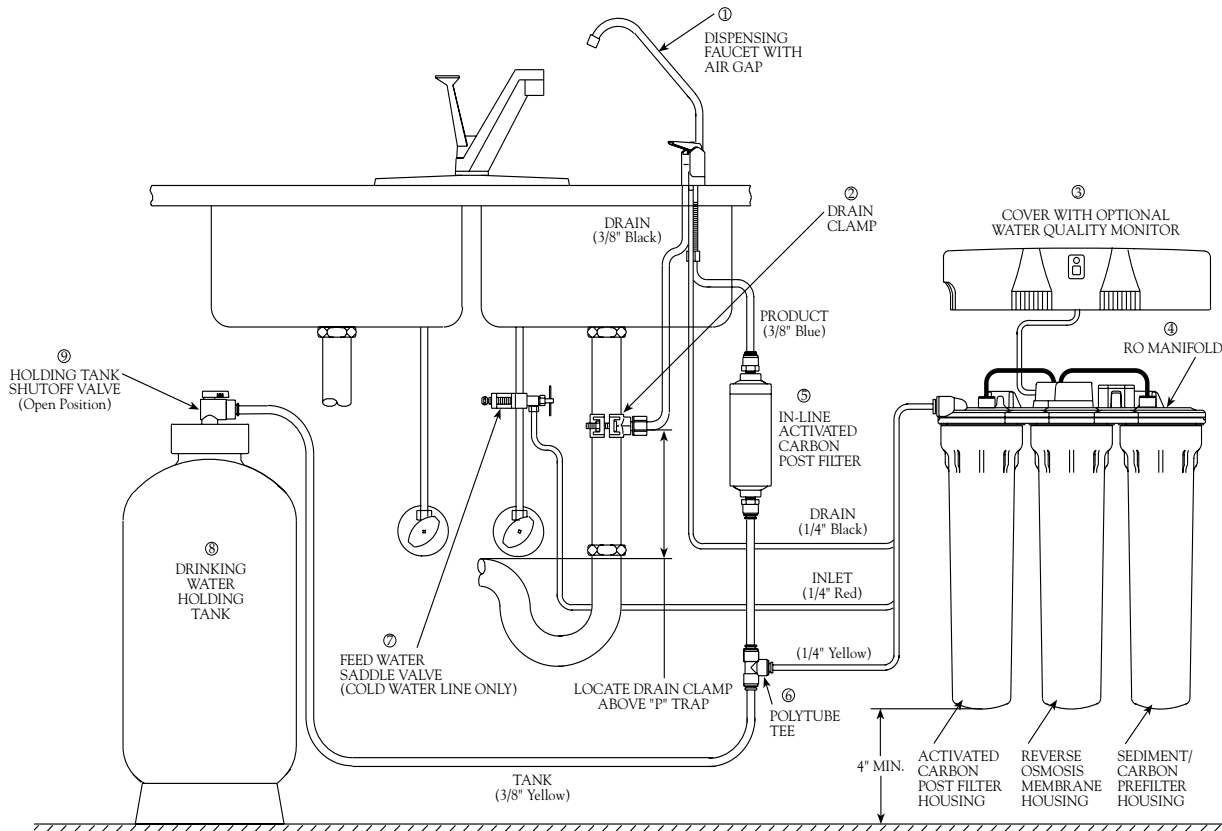 ①
DISPENSING
FAUCET WITH
AIR GAP
②
DRAIN
CLAMP
DRAIN
(3/8" Black)
③
COVER WITH OPTIONAL
WATER QUALITY MONITOR
PRODUCT
(3/8" Blue)
④
RO MANIFOLD
⑨
HOLDING TANK
SHUTOFF VALVE
(Open Position)
⑤
IN-LINE
ACTIVATED
CARBON
POST FILTER
DRAIN
(1/4" Black)
⑧
DRINKING
WATER
HOLDING
TANK
INLET
(1/4" Red)
⑦
FEED WATER
SADDLE VALVE
(COLD WATER LINE ONLY)
(1/4" Yellow)
LOCATE DRAIN CLAMP
ABOVE "P" TRAP
⑥
POLYTUBE
TEE
4" MIN.
ACTIVATED
CARBON
POST FILTER
HOUSING
REVERSE
OSMOSIS
MEMBRANE
HOUSING
SEDIMENT/
CARBON
PREFILTER
HOUSING
TANK
(3/8" Yellow)